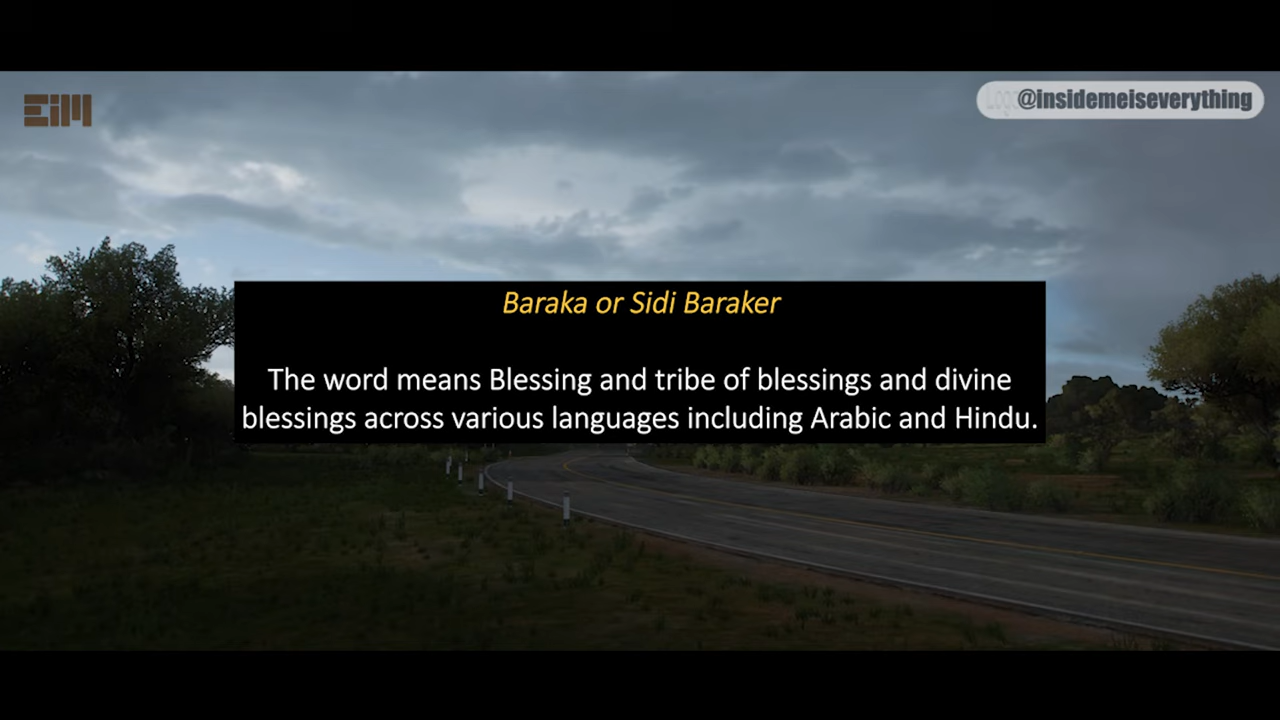 EIM
@insidemeiseverything
Baraka or Sidi Baraker
The word means Blessing and tribe of blessings and divine
blessings across various languages including Arabic and Hindu.